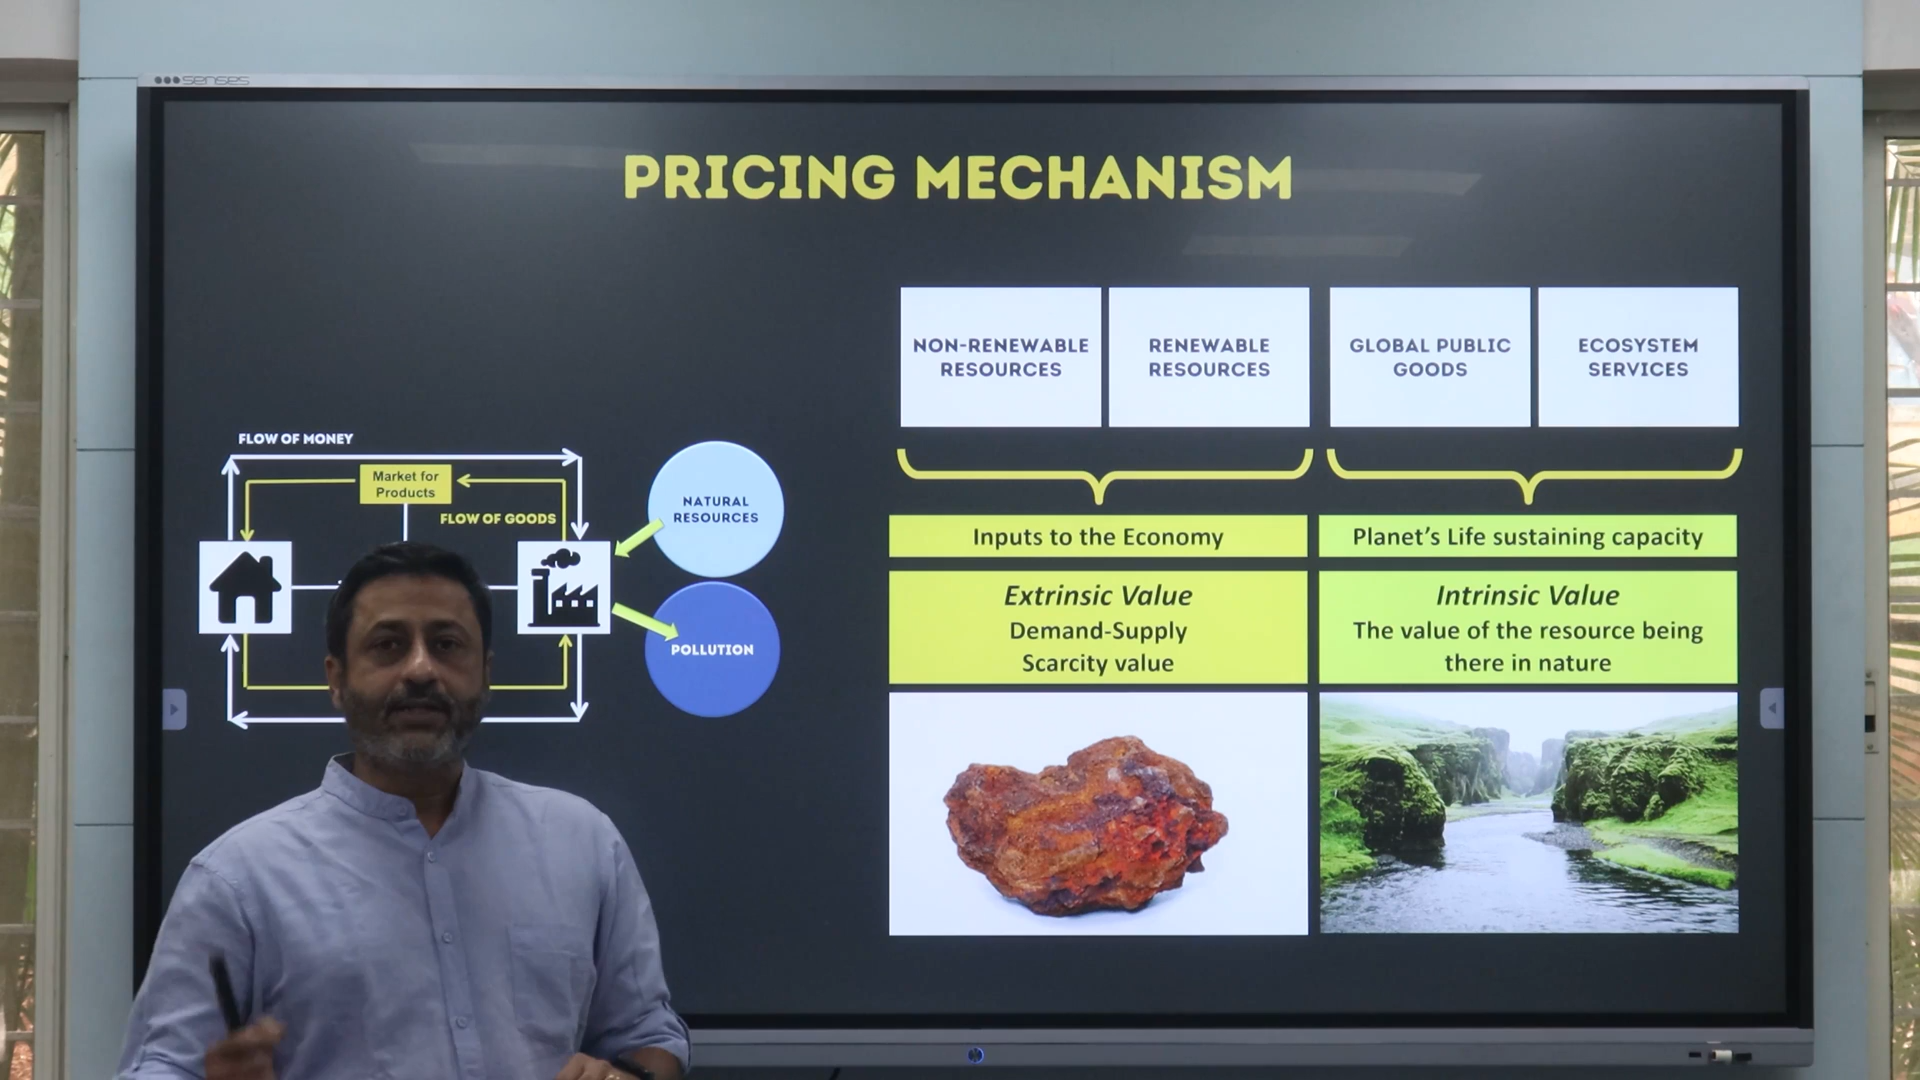 senses
PRICING MECHANISM
FLOW OF MONEY
Market for
Products
FLOW OF GOODS
NATURAL
RESOURCES
POLLUTION
NON-RENEWABLE
RESOURCES
RENEWABLE
RESOURCES
GLOBAL PUBLIC
GOODS
ECOSYSTEM
SERVICES
Inputs to the Economy
Extrinsic Value
Demand-Supply
Scarcity value
Planet’s Life sustaining capacity
Intrinsic Value
The value of the resource being
there in nature